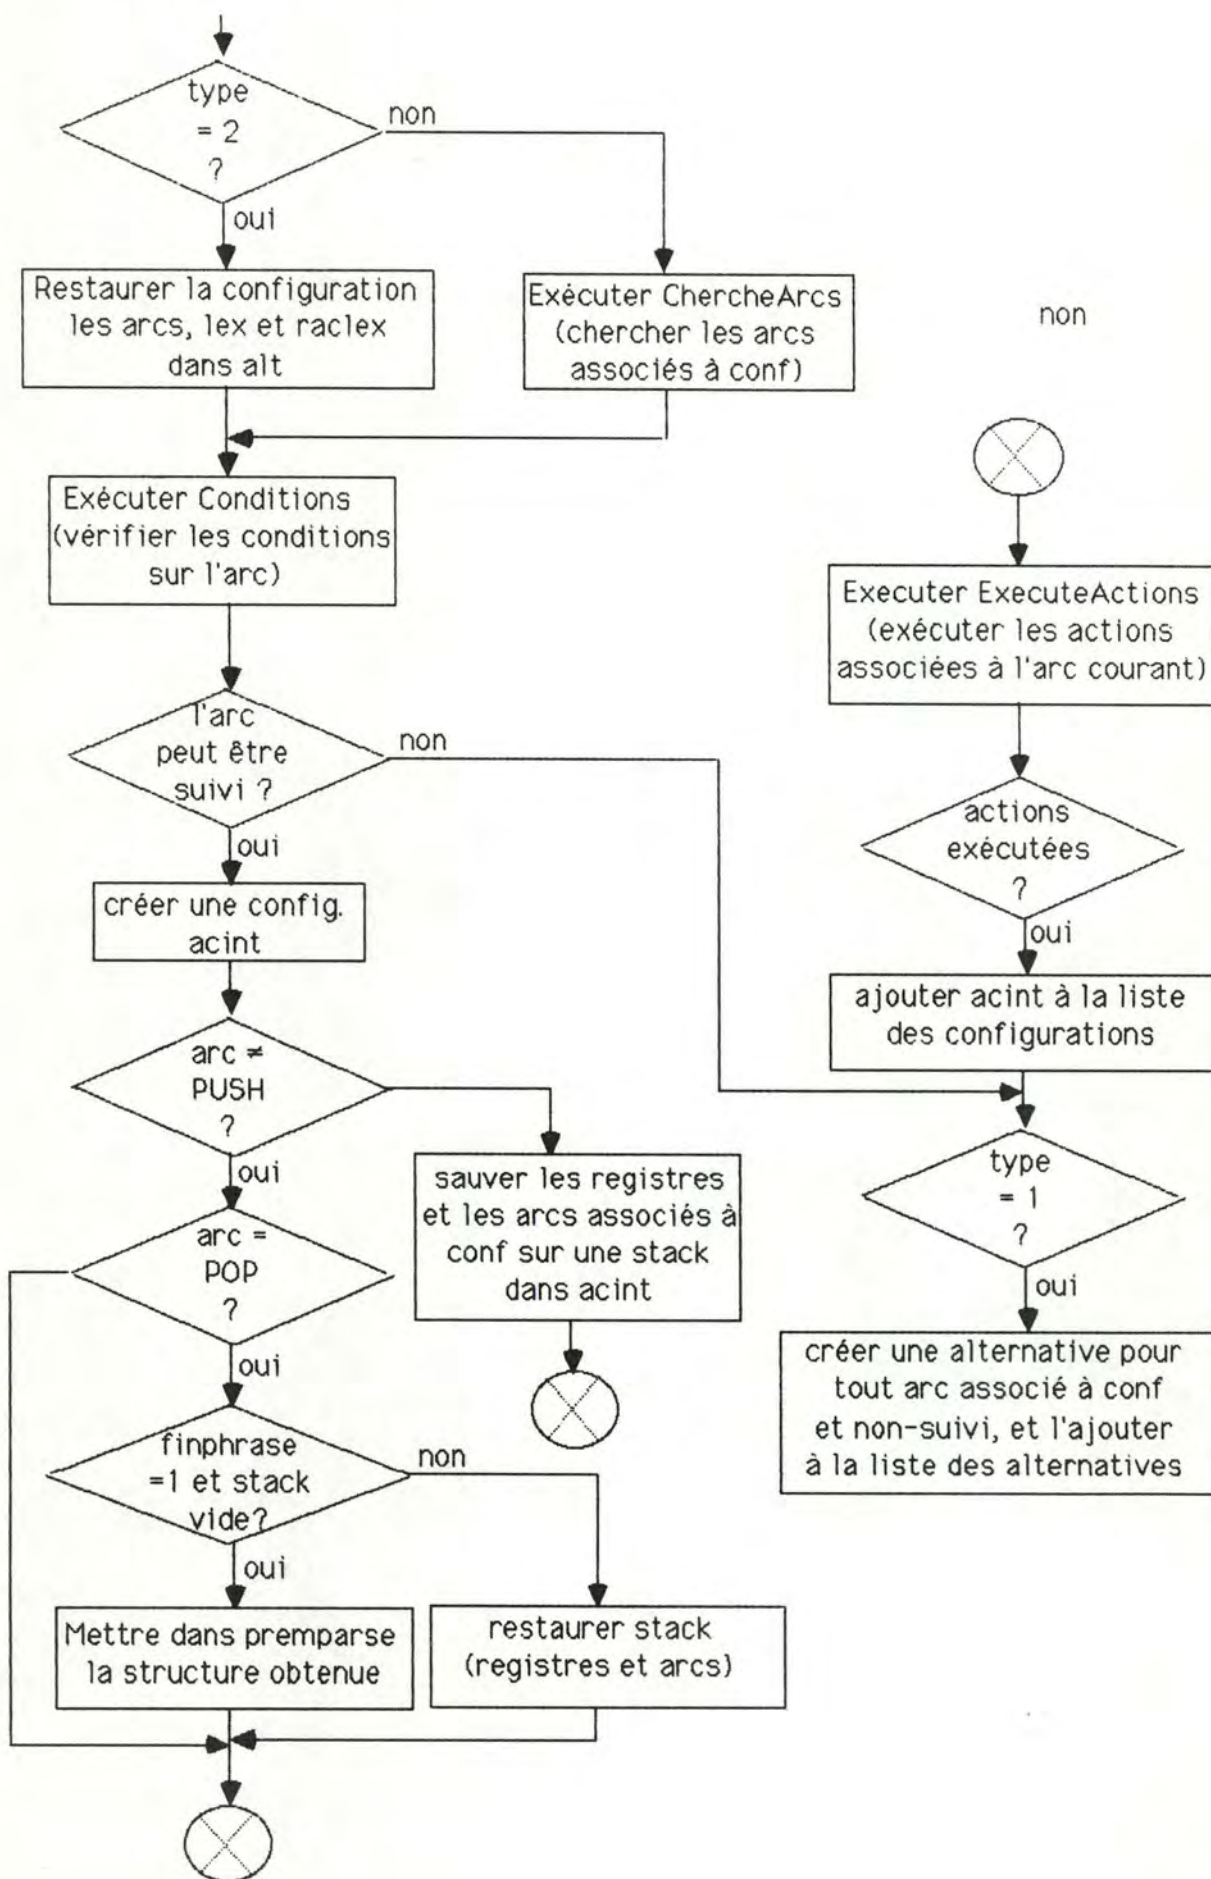 type
= 2
?
non
oui
Restaurer la configuration
les arcs, lex et raclex
dans alt
Exécuter ChercheArcs
(chercher les arcs
associés à conf)
non
Exécuter Conditions
(vérifier les conditions
sur l'arc)
l'arc
peut être
suivi ?
non
oui
créer une config.
acint
arc ≠
PUSH
?
oui
sauver les registres
et les arcs associés à
conf sur une stack
dans acint
arc =
POP
?
oui
finphrase
=1 et stack
vide?
non
oui
Mettre dans premparse
la structure obtenue
restaurer stack
(registres et arcs)
Executer ExecuteActions
(exécuter les actions
associées à l'arc courant)
actions
exécutées
?
oui
ajouter acint à la liste
des configurations
type
= 1
?
oui
créer une alternative pour
tout arc associé à conf
et non-suivi, et l'ajouter
à la liste des alternatives